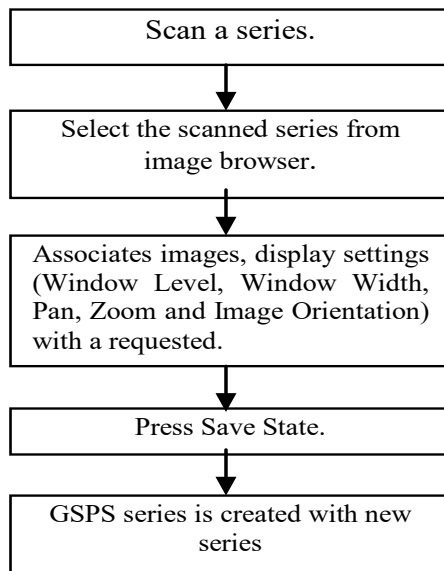 Scan a series.
Select the scanned series from
image browser.
Associates images, display settings
(Window Level, Window Width,
Pan, Zoom and Image Orientation)
with a requested.
Press Save State.
GSPS series is created with new
series